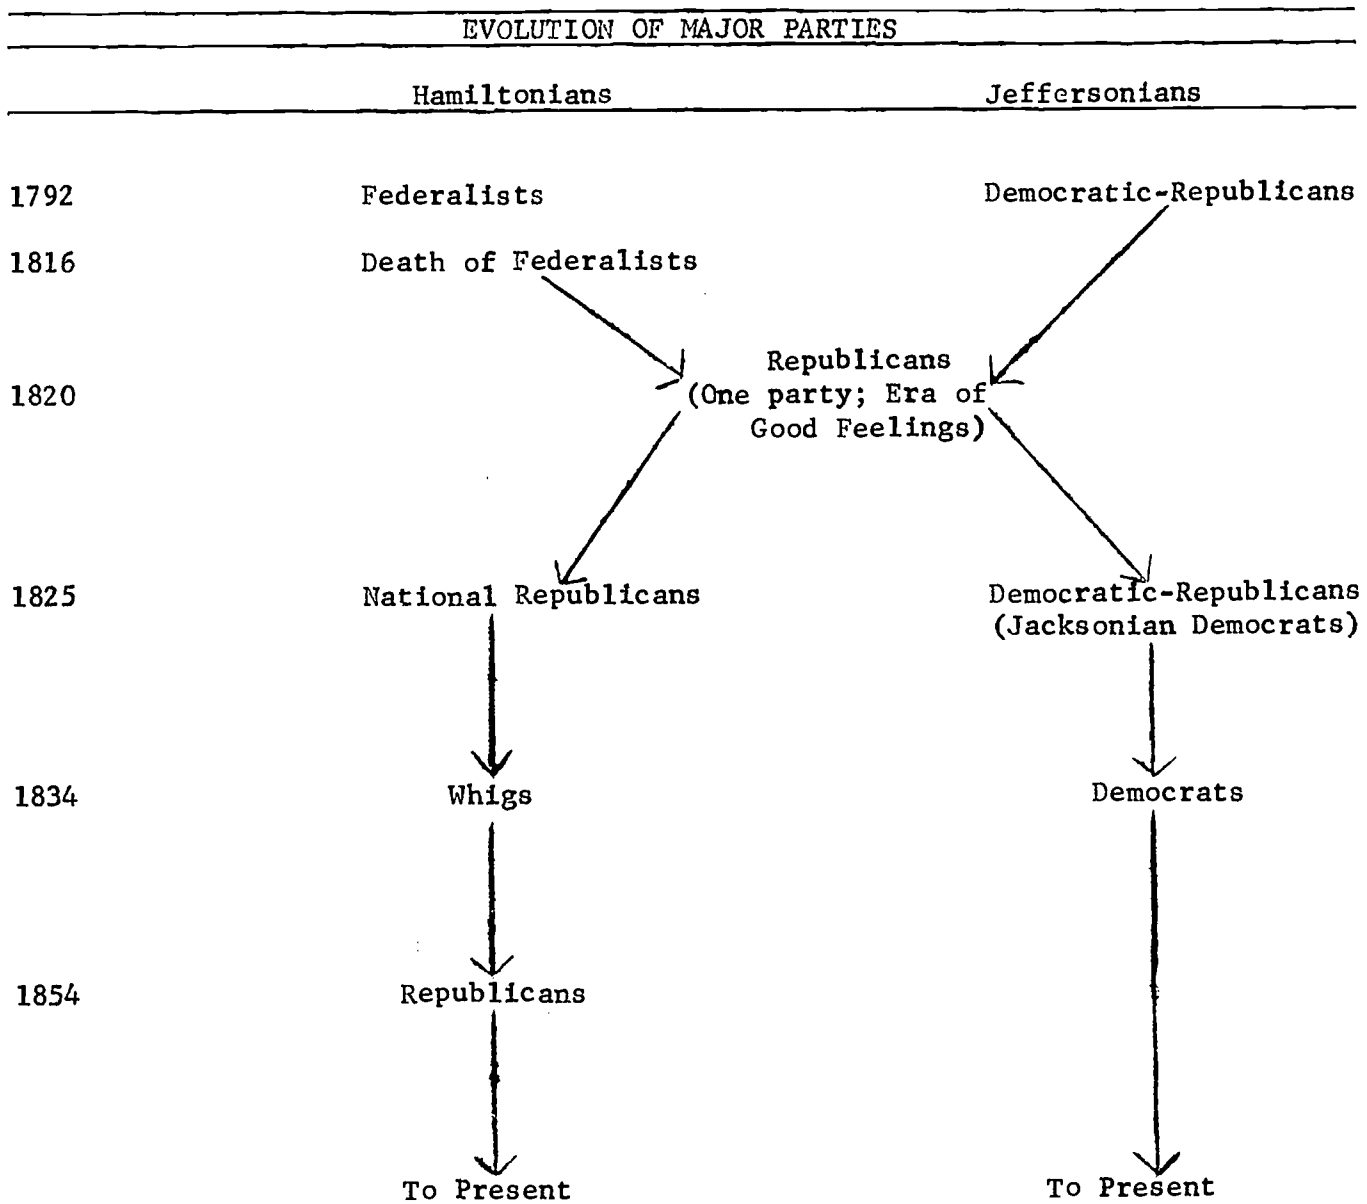 EVOLUTION OF MAJOR PARTIES
Hamiltonians Jeffersonians
1792 Federalists Democratic-Republicans
1816 Death of Federalists
Republicans
1820 (One party; Era of
Good Feelings)
1825 National Republicans Democratic-Republicans
(Jacksonian Democrats)
1834 Whigs Democrats
1854 Republicans
To Present To Present